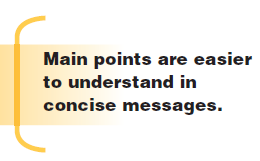 Main points are easier
to understand in
concise messages.